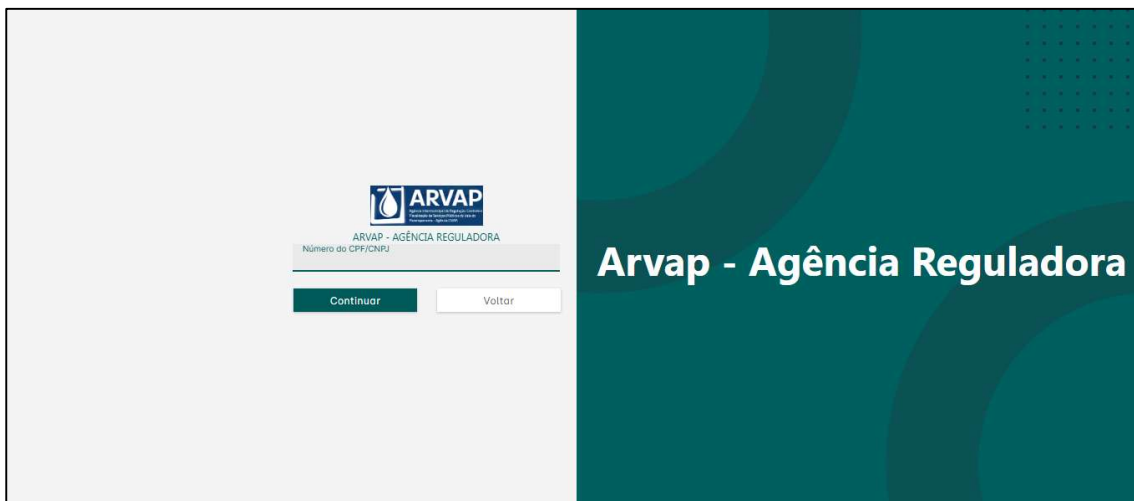 ARVAP
ARVAP - AGÊNCIA REGULADORA
Número do CPF/CNPJ
Continuar
Voltar
Arvap - Agência Reguladora